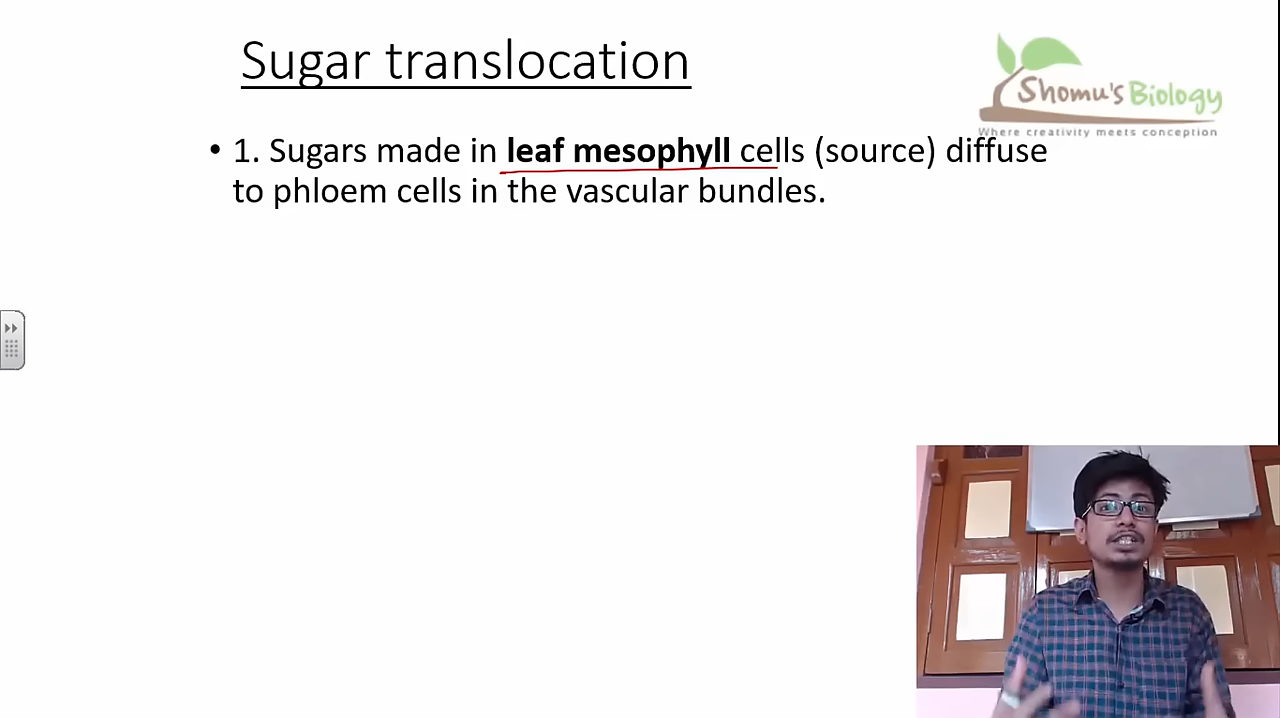 Sugar translocation
Shomu's Biology
Where creativity meets conception
• 1. Sugars made in leaf mesophyll cells (source) diffuse
to phloem cells in the vascular bundles.